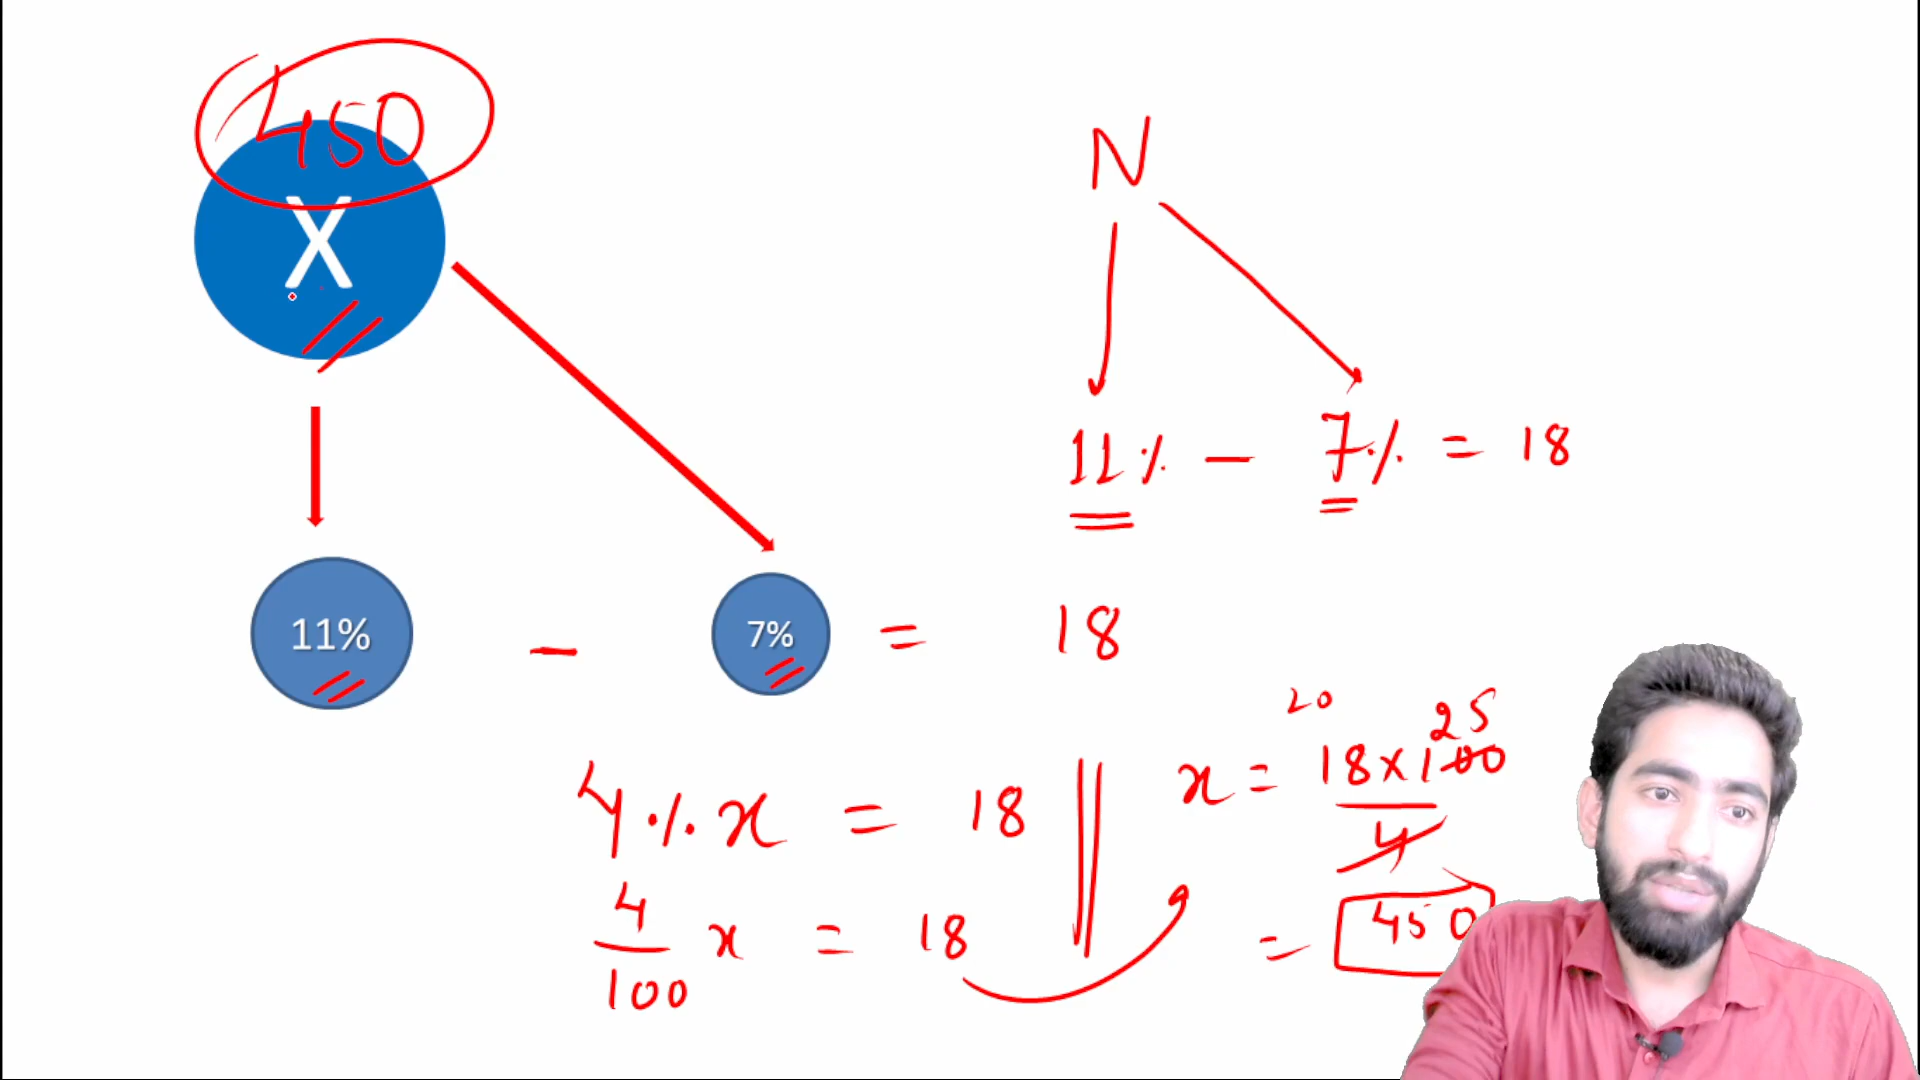 450
X
N
11% - 7% = 18
11% - 7% = 18
4% x = 18
4/100 x = 18
20
25
x = 18×100/4
= 450